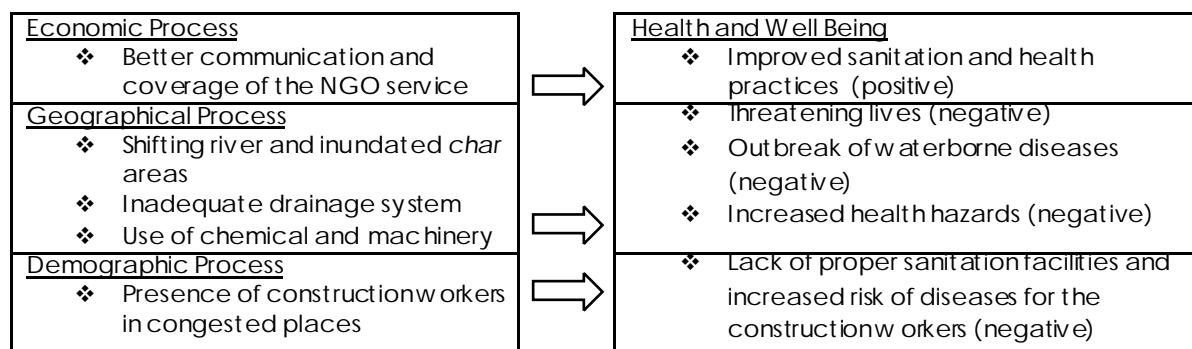 Economic Process
❖ Better communication and
coverage of the NGO service
Geographical Process
❖ Shifting river and inundated char
areas
❖ Inadequate drainage system
❖ Use of chemical and machinery
Demographic Process
❖ Presence of construction workers
in congested places
Health and Well Being
❖ Improved sanitation and health
practices (positive)
❖ Threatening lives (negative)
❖ Outbreak of waterborne diseases
(negative)
❖ Increased health hazards (negative)
❖ Lack of proper sanitation facilities and
increased risk of diseases for the
construction workers (negative)